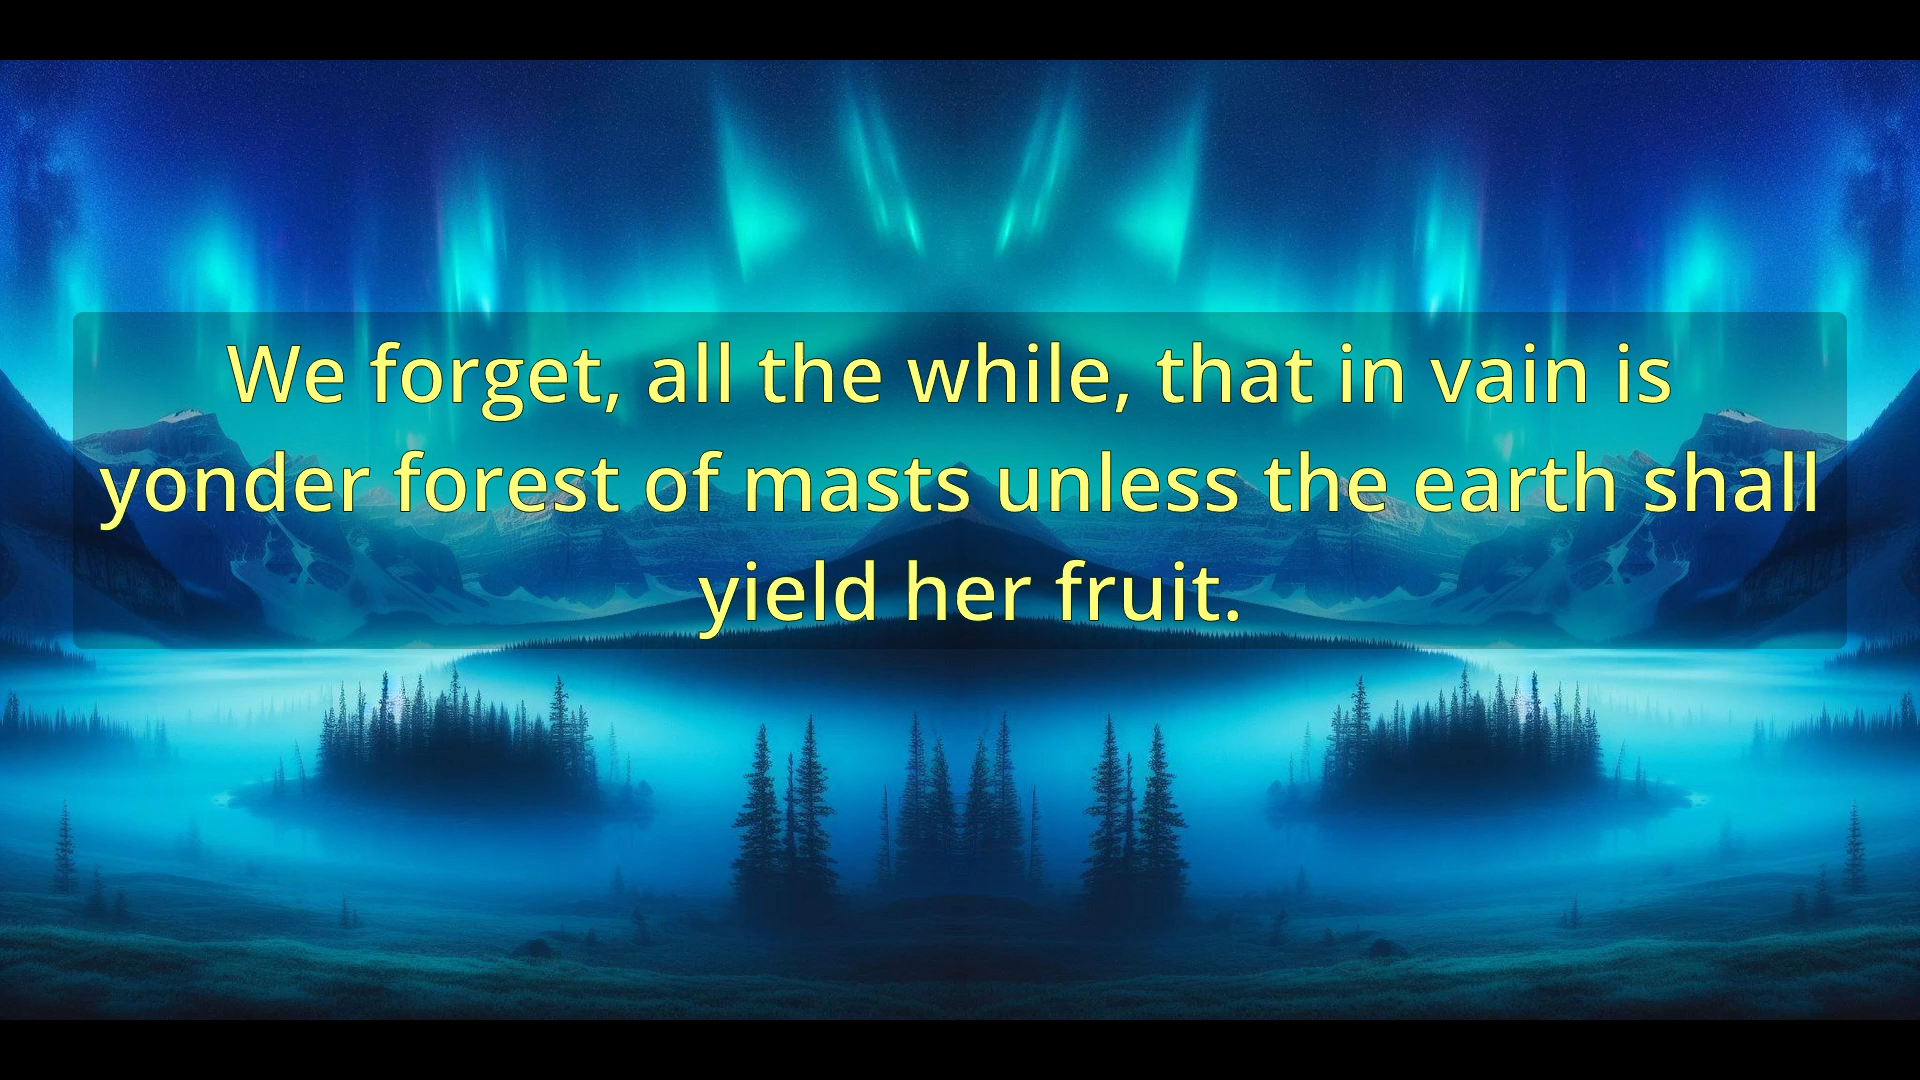 We forget, all the while, that in vain is
yonder forest of masts unless the earth shall
yield her fruit.